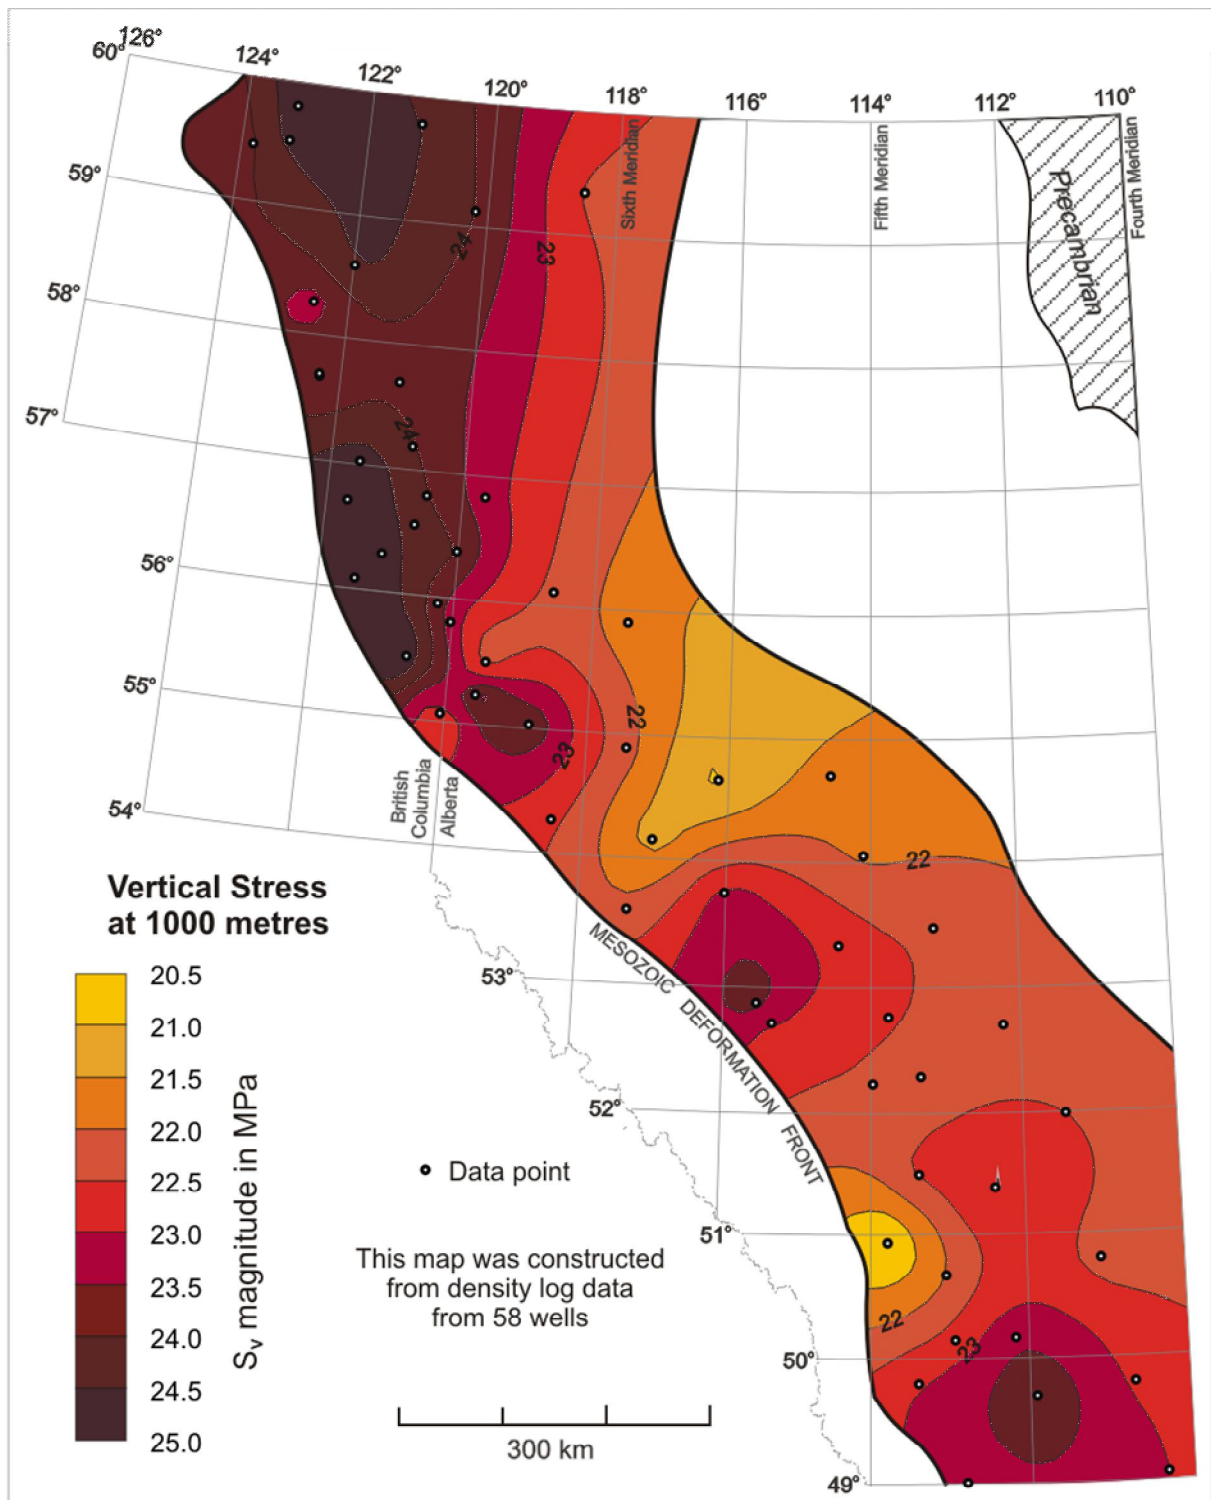 126°
60°
124°
122°
120°
118°
116°
114°
112°
110°
59°
58°
57°
56°
55°
54°
53°
52°
51°
50°
49°
Sixth Meridian
Fifth Meridian
Fourth Meridian
Precambrian
24
23
24
22
23
22
22
23
British
Columbia
Alberta
MESOZOIC DEFORMATION FRONT
Vertical Stress
at 1000 metres
20.5
21.0
21.5
22.0
22.5
23.0
23.5
24.0
24.5
25.0
Sᵥ magnitude in MPa
Data point
This map was constructed
from density log data
from 58 wells
300 km